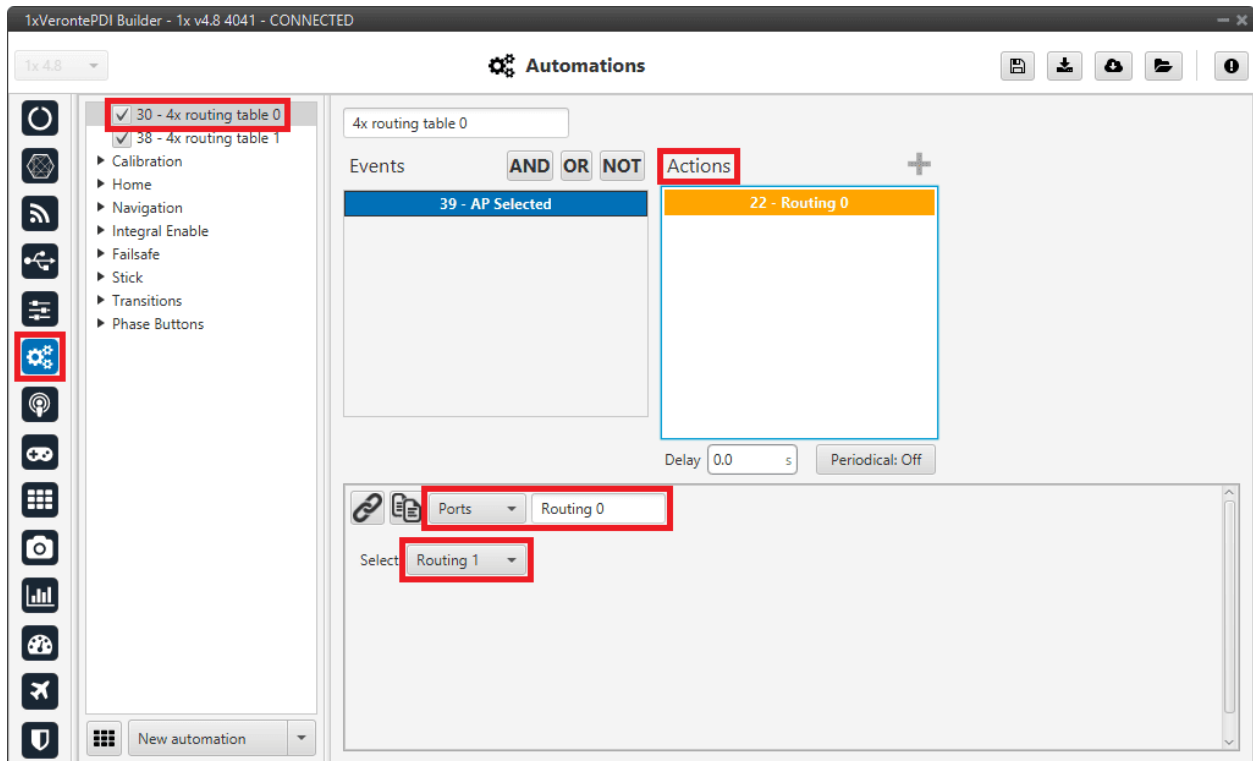 1xVerontePDI Builder - 1x v4.8 4041 - CONNECTED
1x 4.8
Automations
30 - 4x routing table 0
38 - 4x routing table 1
Calibration
Home
Navigation
Integral Enable
Failsafe
Stick
Transitions
Phase Buttons
New automation
4x routing table 0
Events AND OR NOT Actions
39 - AP Selected
22 - Routing 0
Delay 0.0 s Periodical: Off
Ports Routing 0
Select Routing 1